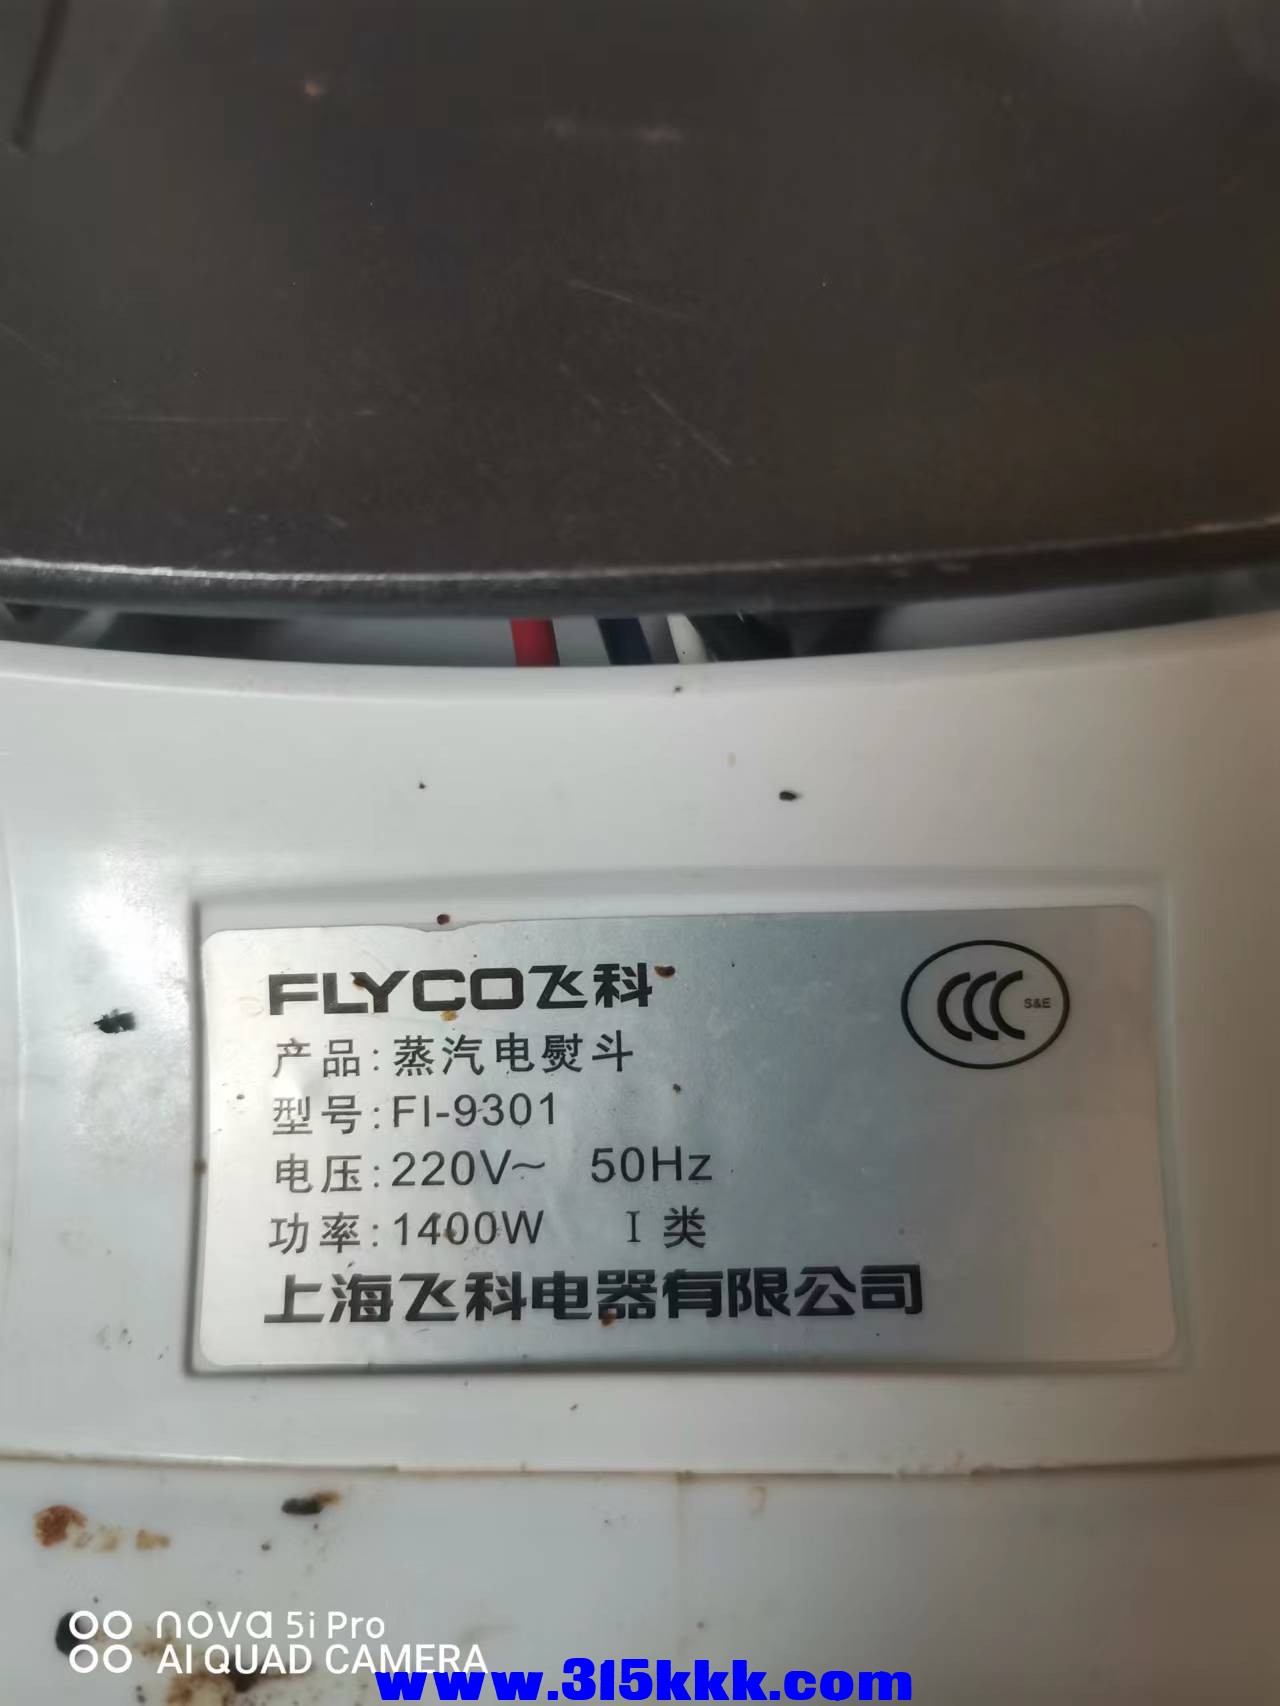 FLYCO飞科
CCC S&E
产品:蒸汽电熨斗
型号:FI-9301
电压:220V～ 50Hz
功率:1400W I类
上海飞科电器有限公司
nova 5i Pro
AI QUAD CAMERA
www.315kkk.com